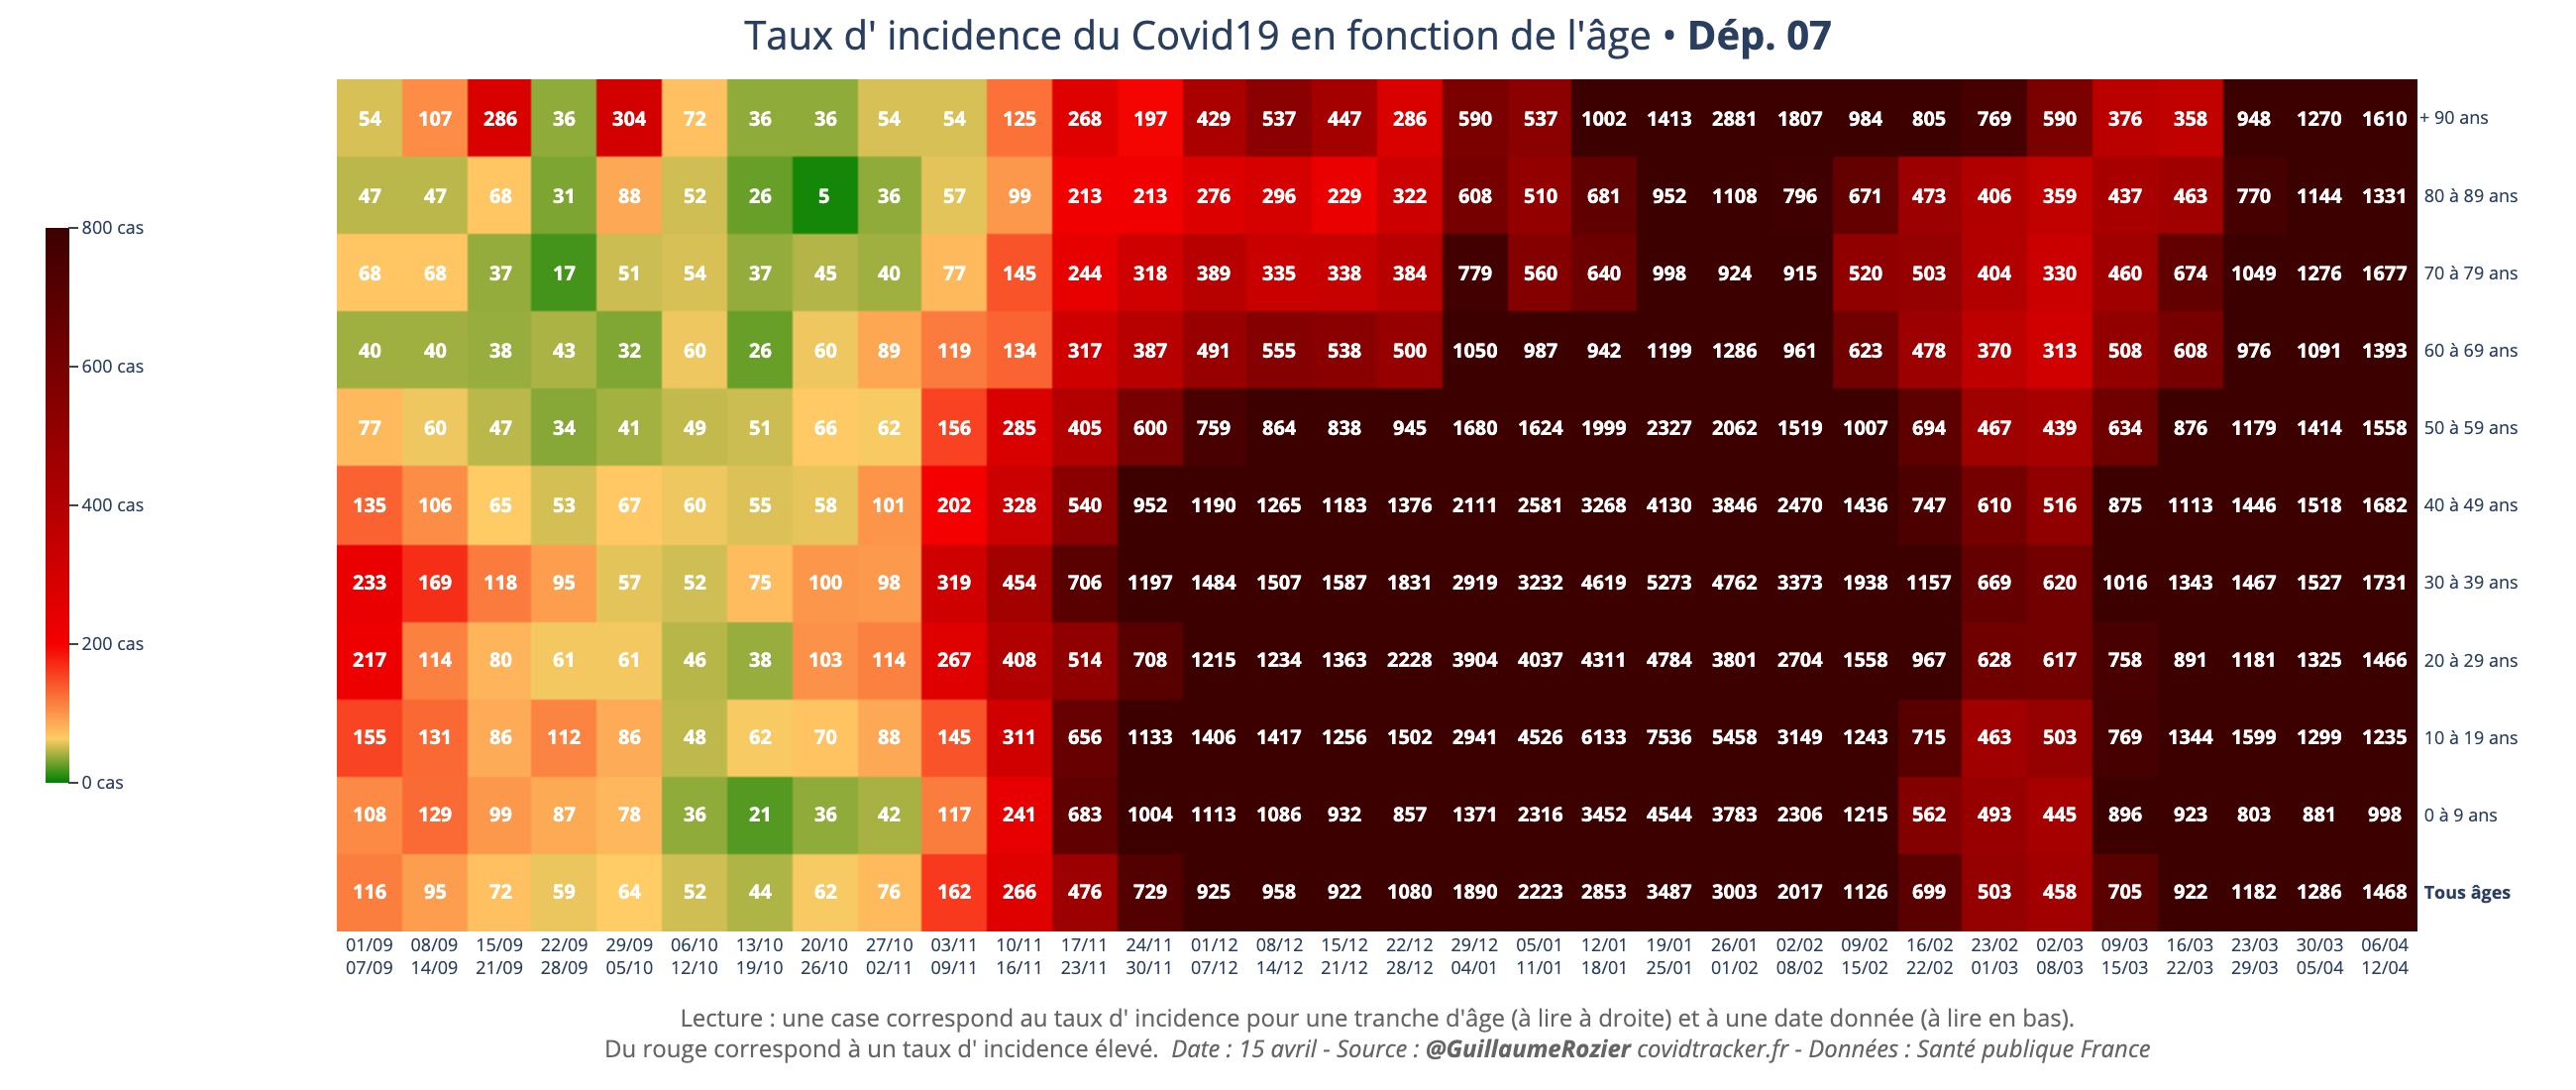 Taux d' incidence du Covid19 en fonction de l'âge • Dép. 07
54 107 286 36 304 72 36 36 54 54 125 268 197 429 537 447 286 590 537 1002 1413 2881 1807 984 805 769 590 376 358 948 1270 1610 + 90 ans
47 47 68 31 88 52 26 5 36 57 99 213 213 276 296 229 322 608 510 681 952 1108 796 671 473 406 359 437 463 770 1144 1331 80 à 89 ans
800 cas
68 68 37 17 51 54 37 45 40 77 145 244 318 389 335 338 384 779 560 640 998 924 915 520 503 404 330 460 674 1049 1276 1677 70 à 79 ans
40 40 38 43 32 60 26 60 89 119 134 317 387 491 555 538 500 1050 987 942 1199 1286 961 623 478 370 313 508 608 976 1091 1393 60 à 69 ans
600 cas
77 60 47 34 41 49 51 66 62 156 285 405 600 759 864 838 945 1680 1624 1999 2327 2062 1519 1007 694 467 439 634 876 1179 1414 1558 50 à 59 ans
400 cas
135 106 65 53 67 60 55 58 101 202 328 540 952 1190 1265 1183 1376 2111 2581 3268 4130 3846 2470 1436 747 610 516 875 1113 1446 1518 1682 40 à 49 ans
233 169 118 95 57 52 75 100 98 319 454 706 1197 1484 1507 1587 1831 2919 3232 4619 5273 4762 3373 1938 1157 669 620 1016 1343 1467 1527 1731 30 à 39 ans
200 cas
217 114 80 61 61 46 38 103 114 267 408 514 708 1215 1234 1363 2228 3904 4037 4311 4784 3801 2704 1558 967 628 617 758 891 1181 1325 1466 20 à 29 ans
155 131 86 112 86 48 62 70 88 145 311 656 1133 1406 1417 1256 1502 2941 4526 6133 7536 5458 3149 1243 715 463 503 769 1344 1599 1299 1235 10 à 19 ans
0 cas
108 129 99 87 78 36 21 36 42 117 241 683 1004 1113 1086 932 857 1371 2316 3452 4544 3783 2306 1215 562 493 445 896 923 803 881 998 0 à 9 ans
116 95 72 59 64 52 44 62 76 162 266 476 729 925 958 922 1080 1890 2223 2853 3487 3003 2017 1126 699 503 458 705 922 1182 1286 1468 Tous âges
01/09 08/09 15/09 22/09 29/09 06/10 13/10 20/10 27/10 03/11 10/11 17/11 24/11 01/12 08/12 15/12 22/12 29/12 05/01 12/01 19/01 26/01 02/02 09/02 16/02 23/02 02/03 09/03 16/03 23/03 30/03 06/04
07/09 14/09 21/09 28/09 05/10 12/10 19/10 26/10 02/11 09/11 16/11 23/11 30/11 07/12 14/12 21/12 28/12 04/01 11/01 18/01 25/01 01/02 08/02 15/02 22/02 01/03 08/03 15/03 22/03 29/03 05/04 12/04
Lecture : une case correspond au taux d' incidence pour une tranche d'âge (à lire à droite) et à une date donnée (à lire en bas).
Du rouge correspond à un taux d' incidence élevé. Date : 15 avril - Source : @GuillaumeRozier covidtracker.fr - Données : Santé publique France